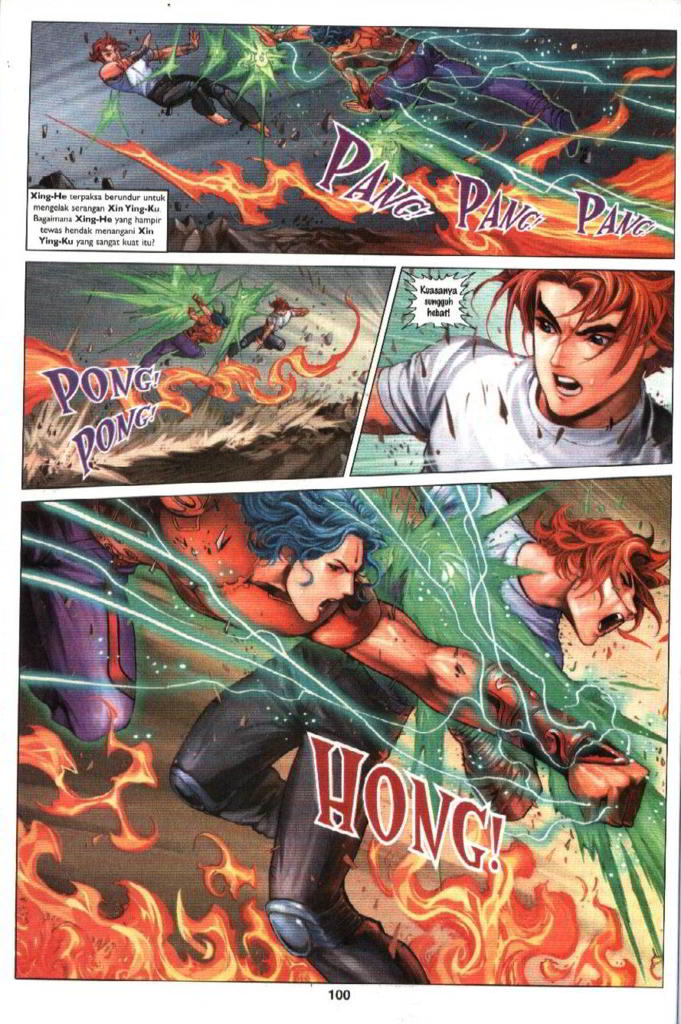 PANG!
PANG!
PANG!
Xing-He terpaksa berundur untuk
mengelak serangan Xin Ying-Ku.
Bagaimana Xing-He yang hampir
tewas hendak menangani Xin
Ying-Ku yang sangat kuat itu?
PONG!
PONG!
Kuasanya
sungguh
hebat!
HONG!
100